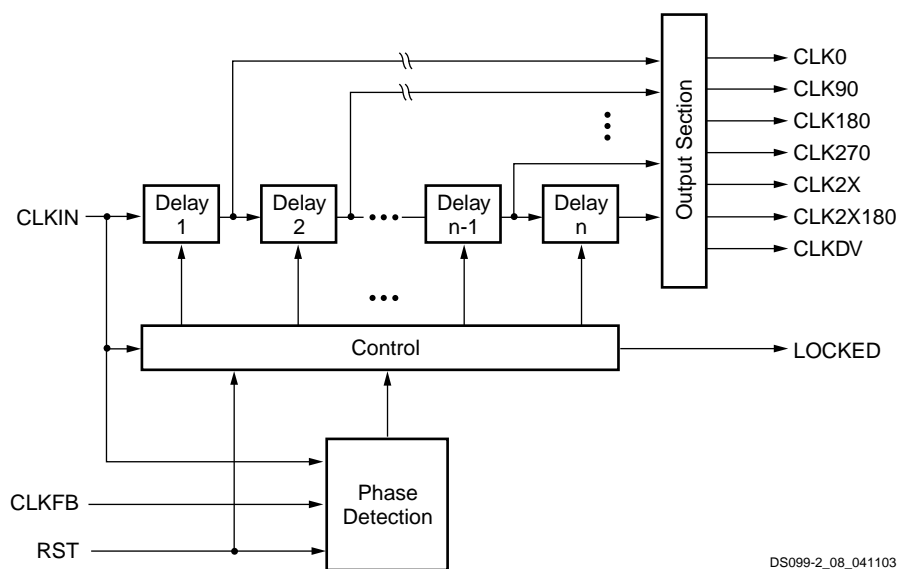 CLK0
CLK90
CLK180
CLK270
CLK2X
CLK2X180
CLKDV
Output Section
CLKIN
Delay
1
Delay
2
Delay
n-1
Delay
n
Control
LOCKED
Phase
Detection
CLKFB
RST
DS099-2_08_041103